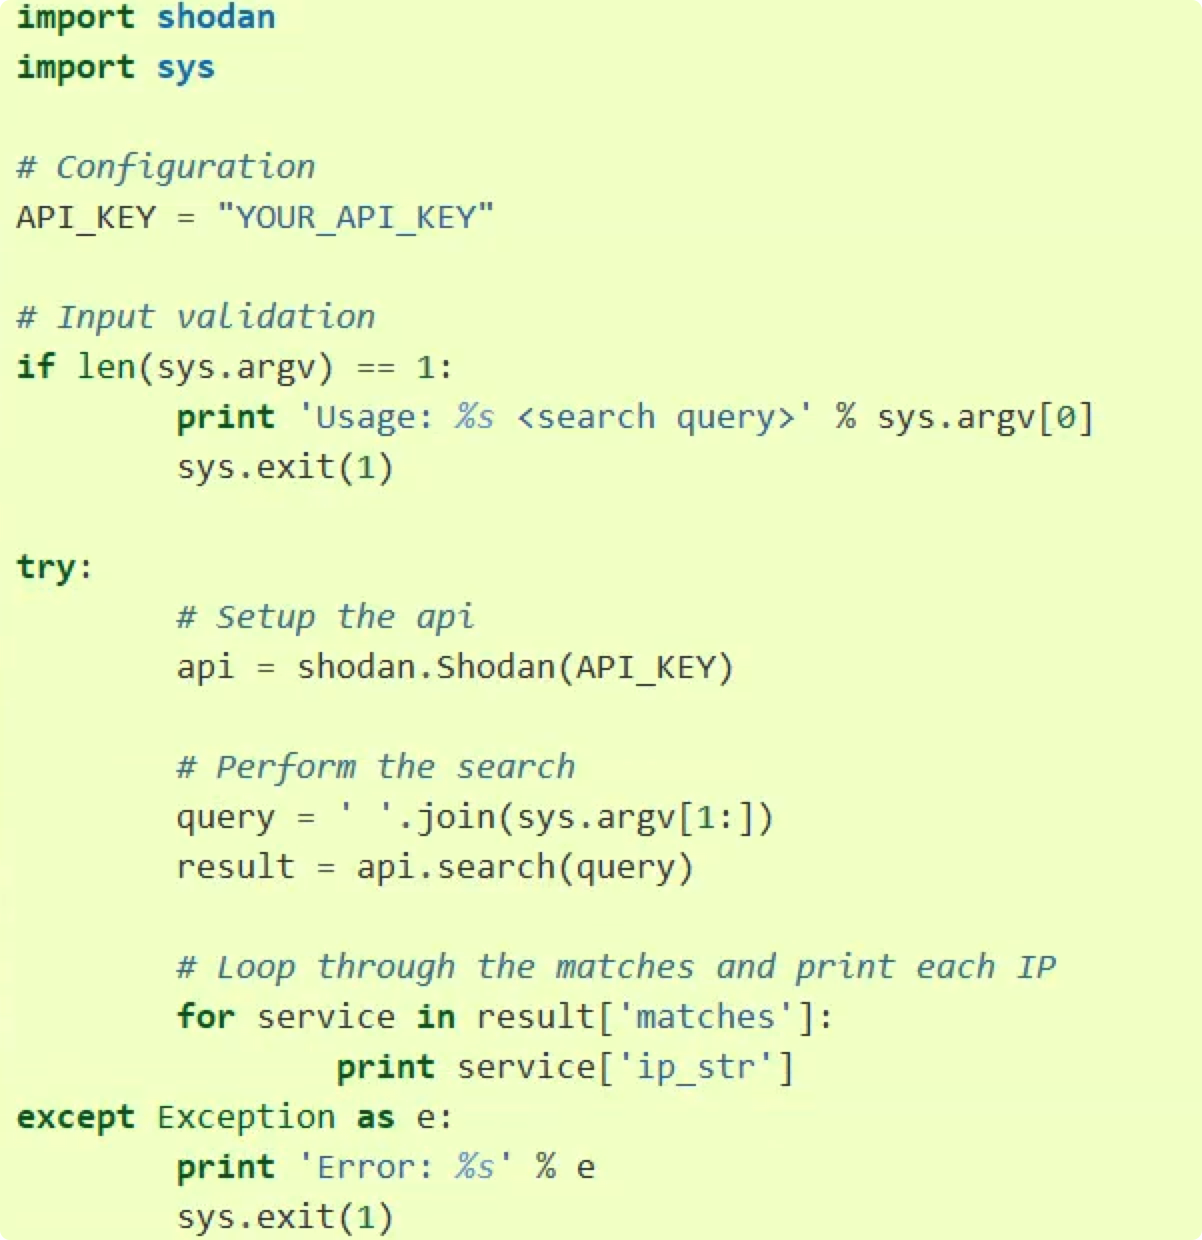 import shodan
import sys

# Configuration
API_KEY = "YOUR_API_KEY"

# Input validation
if len(sys.argv) == 1:
        print 'Usage: %s <search query>' % sys.argv[0]
        sys.exit(1)

try:
        # Setup the api
        api = shodan.Shodan(API_KEY)

        # Perform the search
        query = ' '.join(sys.argv[1:])
        result = api.search(query)

        # Loop through the matches and print each IP
        for service in result['matches']:
                print service['ip_str']
except Exception as e:
        print 'Error: %s' % e
        sys.exit(1)